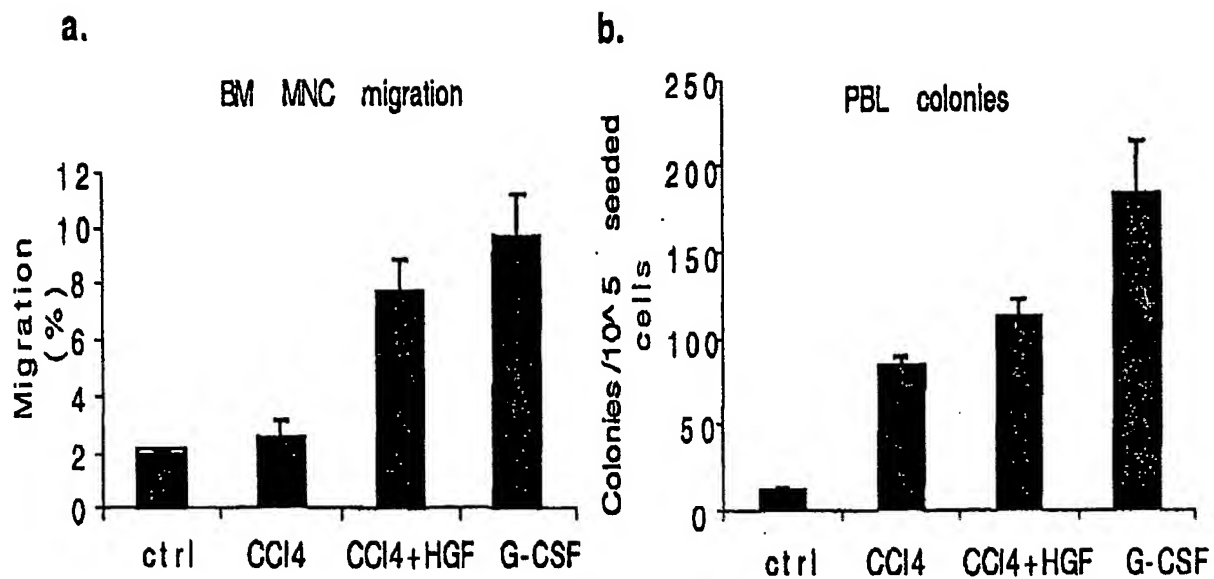 a.
BM MNC migration
Migration
(%)
12
10
8
6
4
2
0
ctrl CCl4 CCl4+HGF G-CSF
b.
PBL colonies
Colonies/10^5 seeded
cells
250
200
150
100
50
0
ctrl CCl4 CCl4+HGF G-CSF